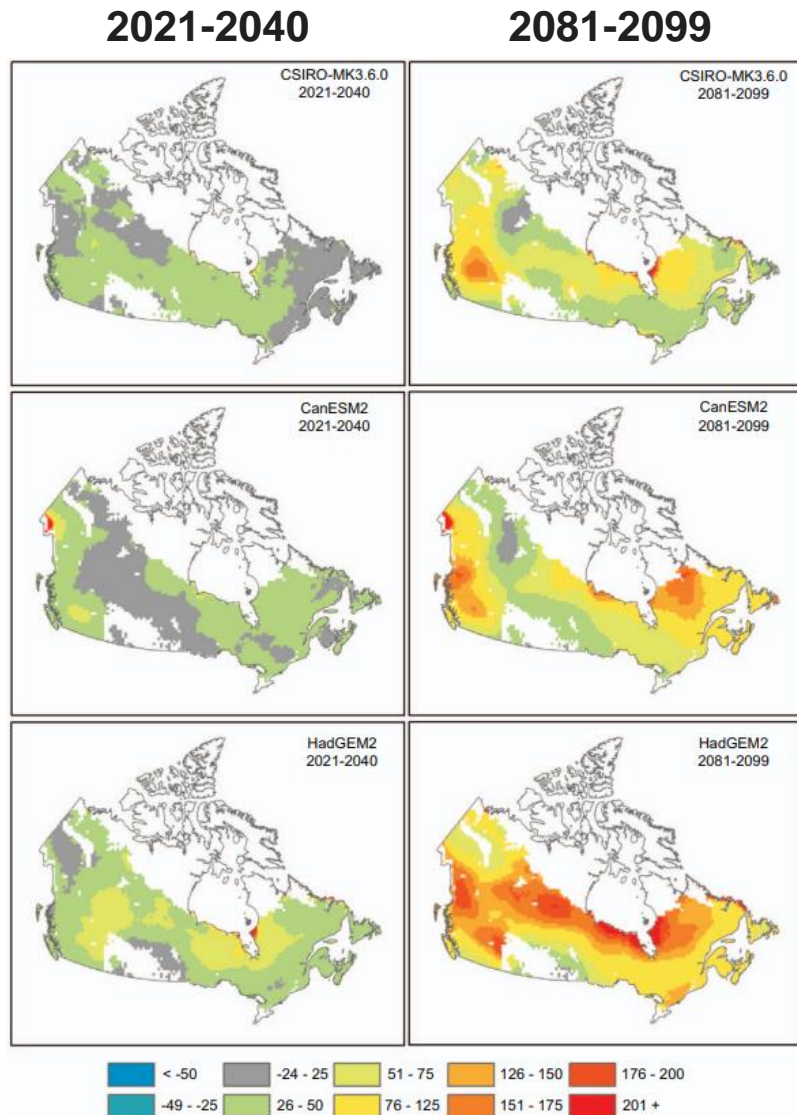 2021-2040 2081-2099
CSIRO-MK3.6.0
2021-2040
CSIRO-MK3.6.0
2081-2099
CanESM2
2021-2040
CanESM2
2081-2099
HadGEM2
2021-2040
HadGEM2
2081-2099
< -50 -24 - 25 51 - 75 126 - 150 176 - 200
-49 - -25 26 - 50 76 - 125 151 - 175 201 +